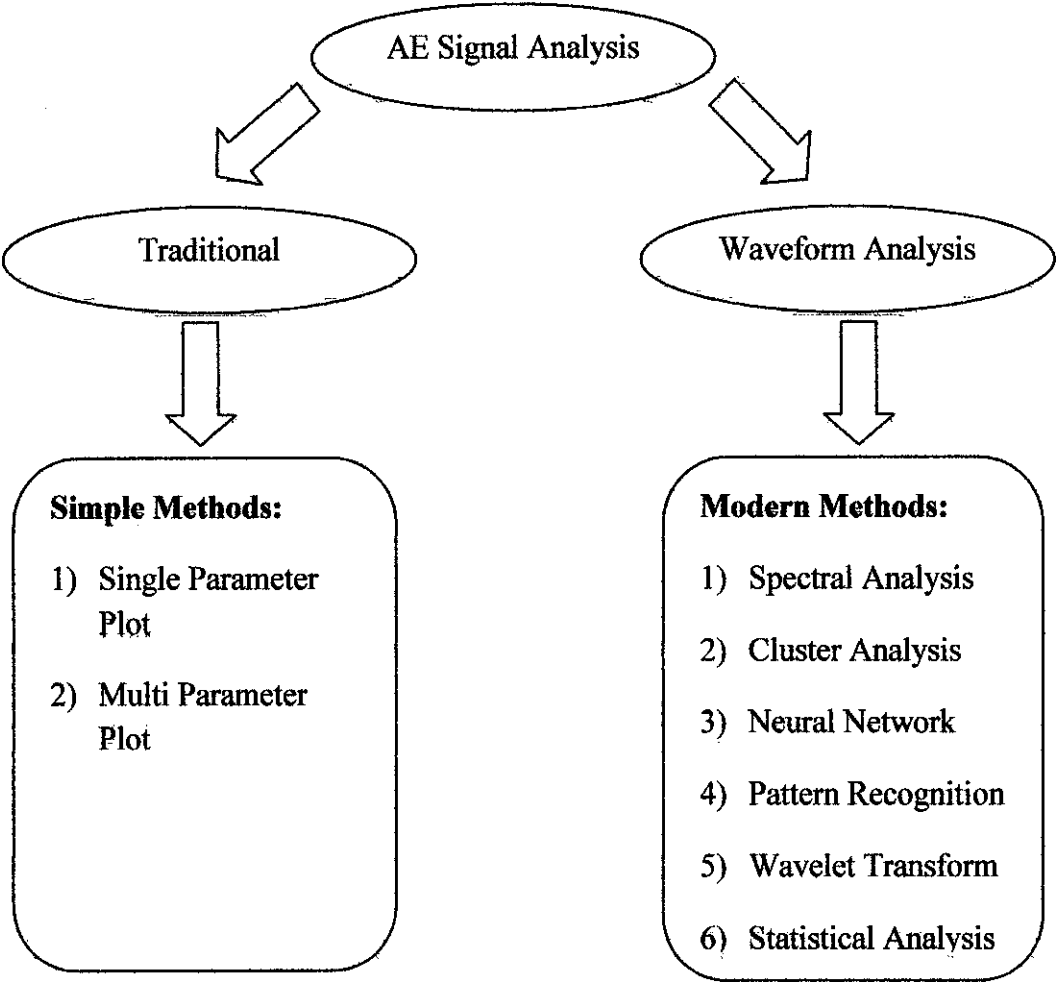 AE Signal Analysis
Traditional
Waveform Analysis
Simple Methods:
1) Single Parameter
Plot
2) Multi Parameter
Plot
Modern Methods:
1) Spectral Analysis
2) Cluster Analysis
3) Neural Network
4) Pattern Recognition
5) Wavelet Transform
6) Statistical Analysis